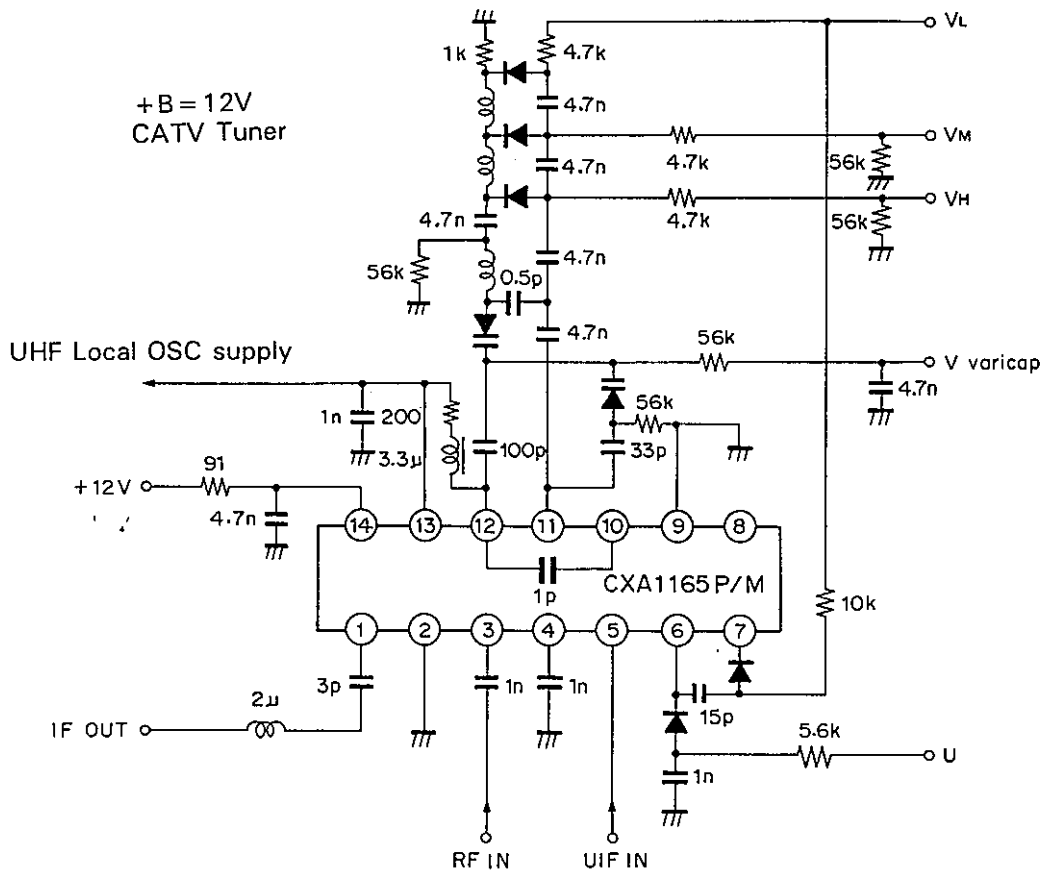 VL
1k
4.7k
+B = 12V
CATV Tuner
4.7n
VM
4.7k
56k
4.7n
VH
4.7k
56k
4.7n
56k
4.7n
0.5p
4.7n
UHF Local OSC supply
56k
V varicap
4.7n
1n
200
56k
3.3μ
100p
33p
91
+12V
4.7n
14
13
12
11
10
9
8
1p
CXA1165P/M
10k
1
2
3
4
5
6
7
3p
1n
1n
2μ
15p
IF OUT
5.6k
U
1n
RF IN
UIF IN